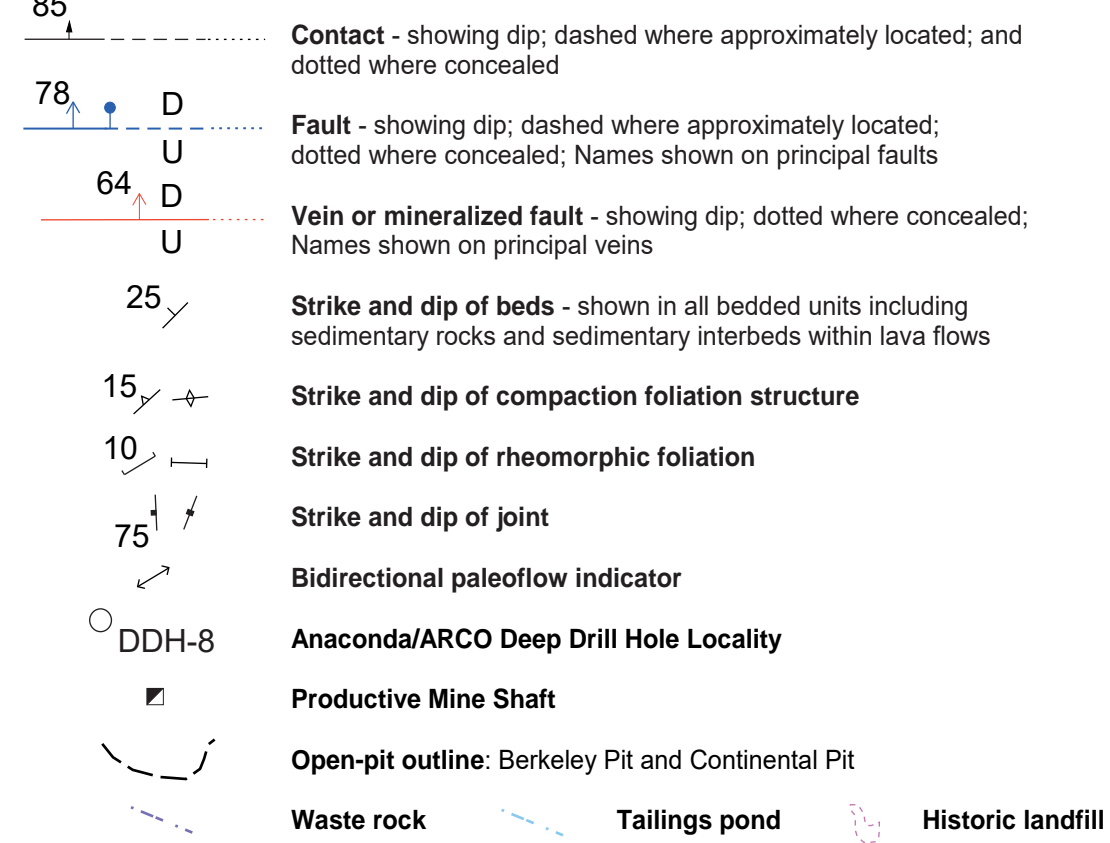 85
Contact - showing dip; dashed where approximately located; and
dotted where concealed
78 D
U
Fault - showing dip; dashed where approximately located;
dotted where concealed; Names shown on principal faults
64 D
U
Vein or mineralized fault - showing dip; dotted where concealed;
Names shown on principal veins
25
Strike and dip of beds - shown in all bedded units including
sedimentary rocks and sedimentary interbeds within lava flows
15 Strike and dip of compaction foliation structure
10 Strike and dip of rheomorphic foliation
75 Strike and dip of joint
Bidirectional paleoflow indicator
DDH-8 Anaconda/ARCO Deep Drill Hole Locality
Productive Mine Shaft
Open-pit outline: Berkeley Pit and Continental Pit
Waste rock Tailings pond Historic landfill